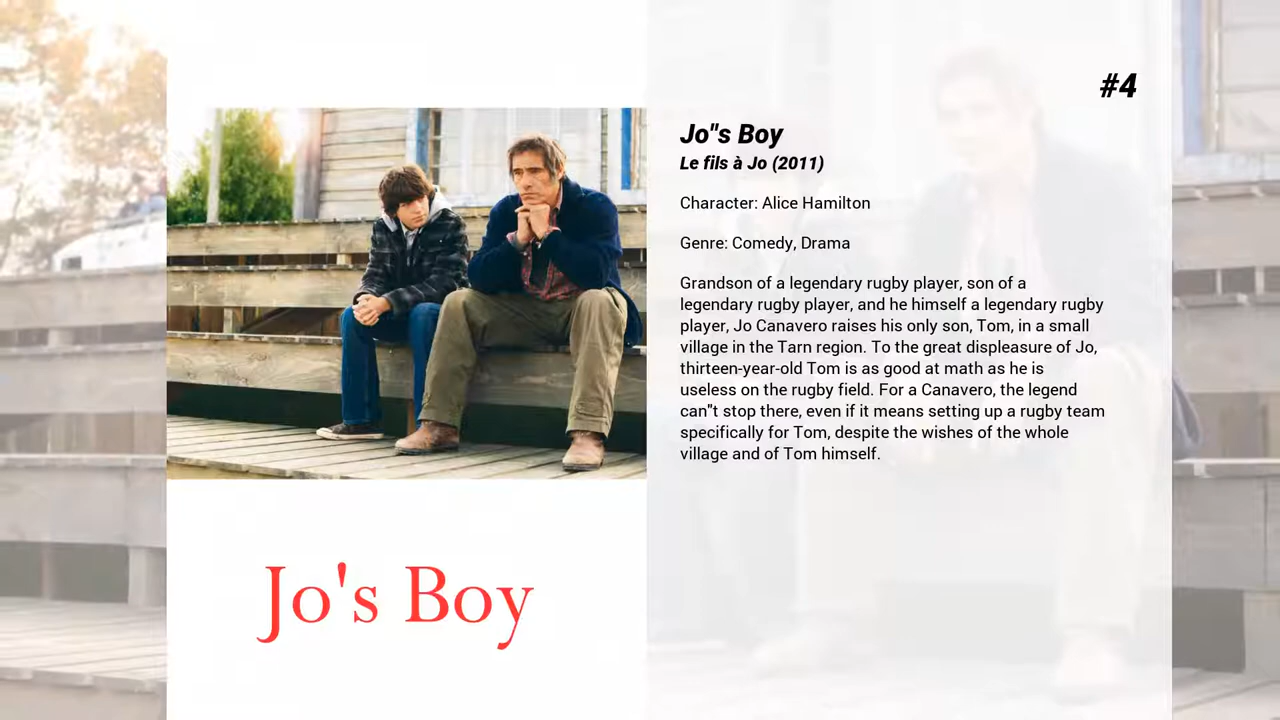 #4
Jo"s Boy
Le fils à Jo (2011)
Character: Alice Hamilton
Genre: Comedy, Drama
Grandson of a legendary rugby player, son of a
legendary rugby player, and he himself a legendary rugby
player, Jo Canavero raises his only son, Tom, in a small
village in the Tarn region. To the great displeasure of Jo,
thirteen-year-old Tom is as good at math as he is
useless on the rugby field. For a Canavero, the legend
can"t stop there, even if it means setting up a rugby team
specifically for Tom, despite the wishes of the whole
village and of Tom himself.
Jo's Boy